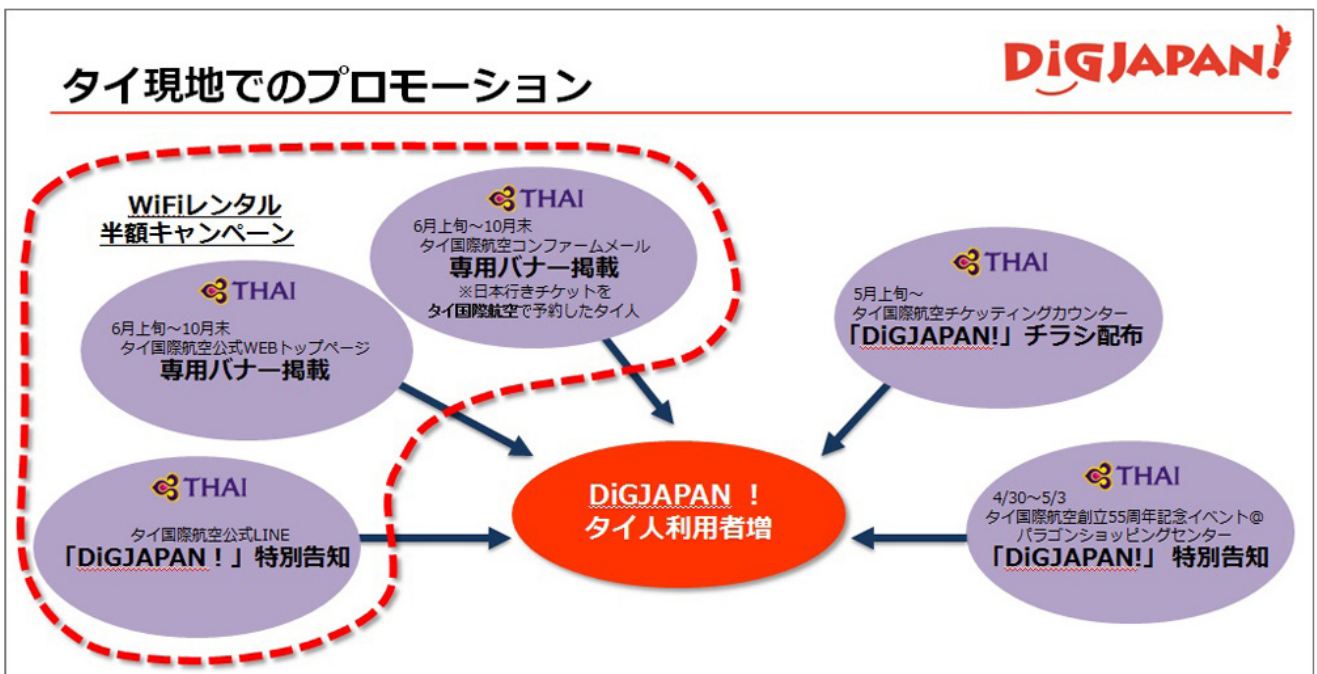 タイ現地でのプロモーション
DiGJAPAN!
WiFiレンタル
半額キャンペーン
THAI
6月上旬～10月末
タイ国際航空コンファームメール
専用バナー掲載
※日本行きチケットを
タイ国際航空で予約したタイ人
THAI
6月上旬～10月末
タイ国際航空公式WEBトップページ
専用バナー掲載
THAI
タイ国際航空公式LINE
「DiGJAPAN！」特別告知
THAI
5月上旬～
タイ国際航空チケッティングカウンター
「DiGJAPAN!」チラシ配布
THAI
4/30～5/3
タイ国際航空創立55周年記念イベント@
パラゴンショッピングセンター
「DiGJAPAN!」特別告知
DiGJAPAN ！
タイ人利用者増